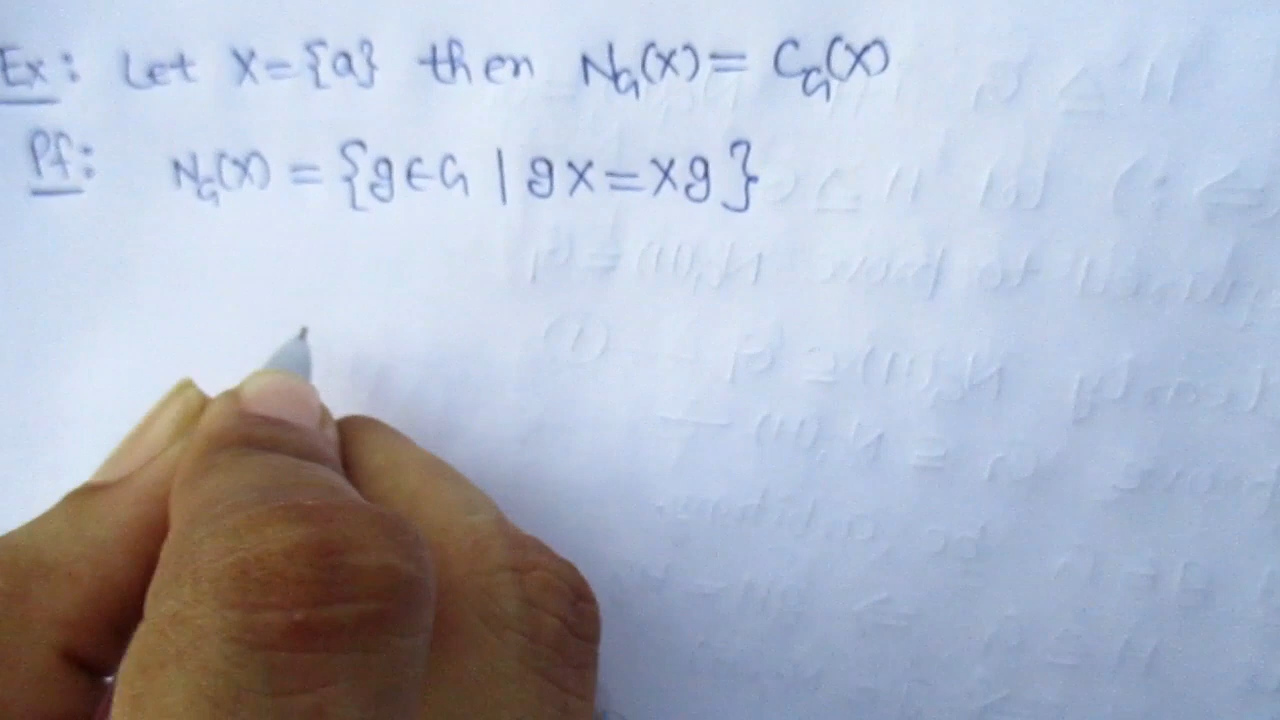 Ex: Let X={a} then N_G(X) = C_G(X)
Pf: N_G(X) = {g∈G | gX=Xg}